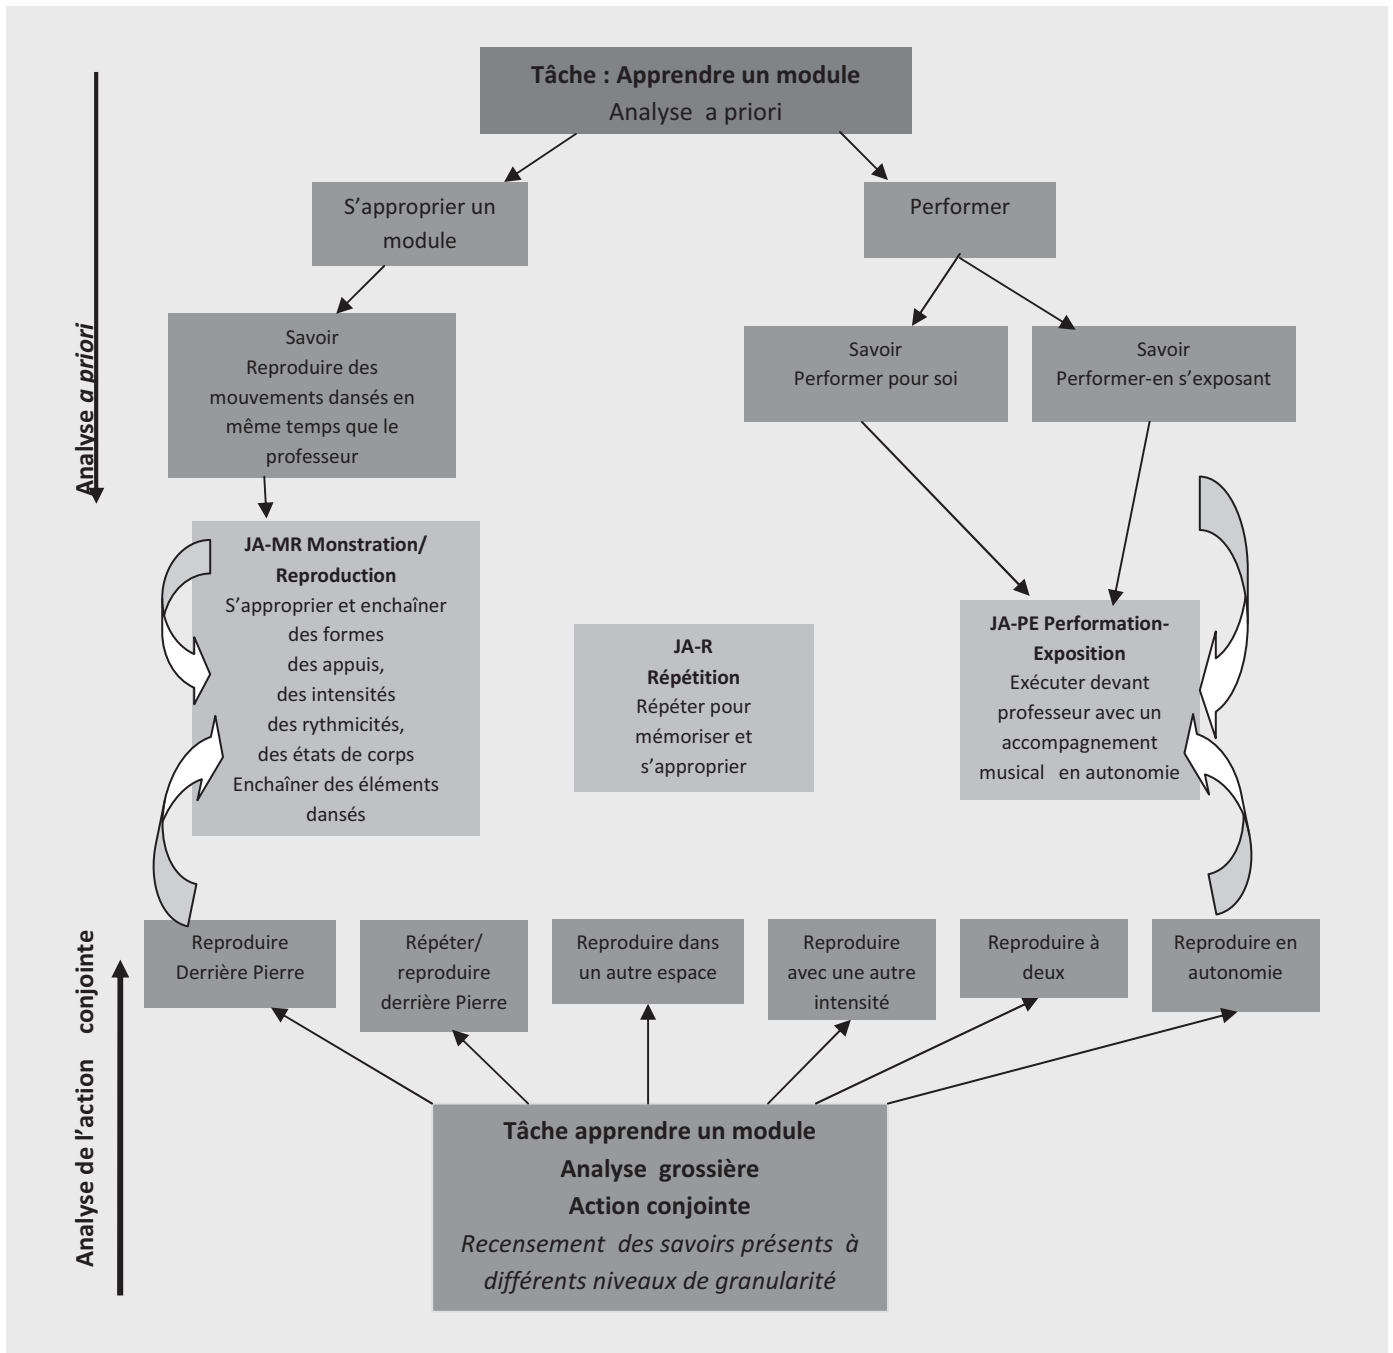 Tâche : Apprendre un module
Analyse a priori
S’approprier un
module
Performer
Savoir
Reproduire des
mouvements dansés en
même temps que le
professeur
Savoir
Performer pour soi
Savoir
Performer-en s’exposant
Analyse a priori
JA-MR Monstration/
Reproduction
S’approprier et enchaîner
des formes
des appuis,
des intensités
des rythmicités,
des états de corps
Enchaîner des éléments
dansés
JA-R
Répétition
Répéter pour
mémoriser et
s’approprier
JA-PE Performation-
Exposition
Exécuter devant
professeur avec un
accompagnement
musical en autonomie
Analyse de l’action conjointe
Reproduire
Derrière Pierre
Répéter/
reproduire
derrière Pierre
Reproduire dans
un autre espace
Reproduire
avec une autre
intensité
Reproduire à
deux
Reproduire en
autonomie
Tâche apprendre un module
Analyse grossière
Action conjointe
Recensement des savoirs présents à
différents niveaux de granularité